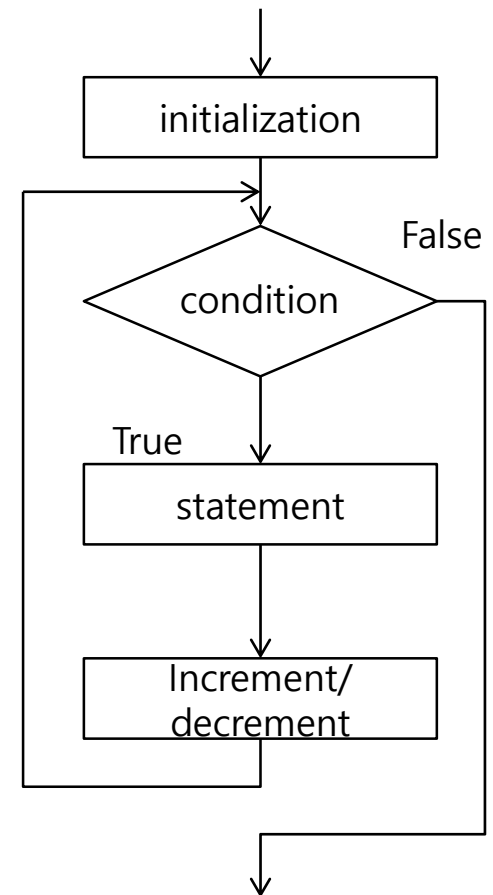 initialization
False
condition
True
statement
Increment/
decrement